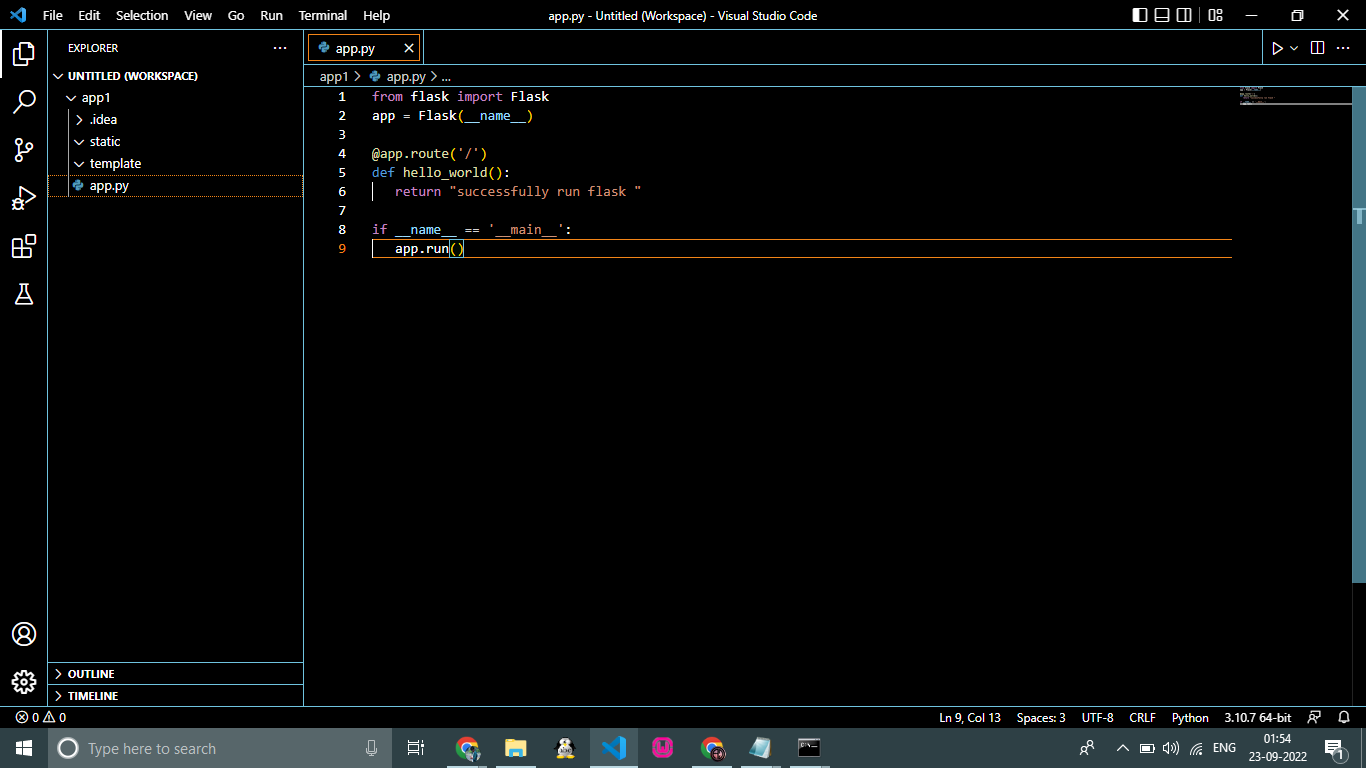 File Edit Selection View Go Run Terminal Help
app.py - Untitled (Workspace) - Visual Studio Code
EXPLORER
UNTITLED (WORKSPACE)
app1
.idea
static
template
app.py
OUTLINE
TIMELINE
app.py
app1 > app.py > ...
1 from flask import Flask
2 app = Flask(__name__)
3
4 @app.route('/')
5 def hello_world():
6 return "successfully run flask "
7
8 if __name__ == '__main__':
9 app.run()
0 0
Ln 9, Col 13 Spaces: 3 UTF-8 CRLF Python 3.10.7 64-bit
Type here to search
ENG
01:54
23-09-2022
1